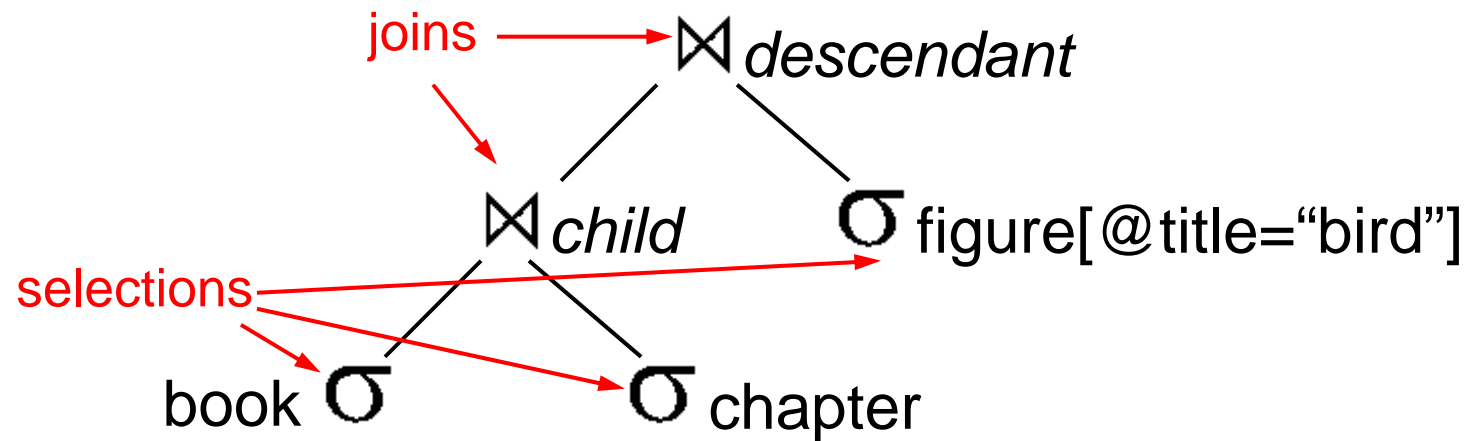 joins
⋈ descendant
⋈ child
σ figure[@title=“bird”]
selections
book σ
σ chapter